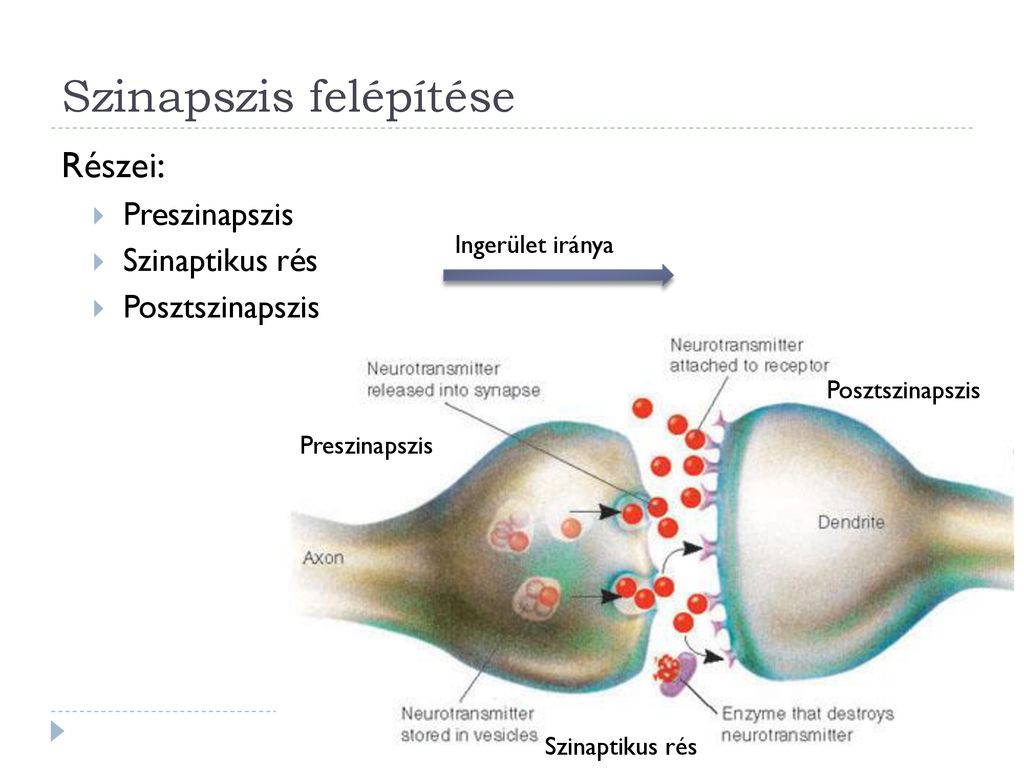 Szinapszis felépítése
Részei:
Preszinapszis
Szinaptikus rés
Posztszinapszis
Ingerület iránya
Neurotransmitter
attached to receptor
Neurotransmitter
released into synapse
Posztszinapszis
Preszinapszis
Dendrite
Axon
Neurotransmitter
stored in vesicles
Enzyme that destroys
neurotransmitter
Szinaptikus rés